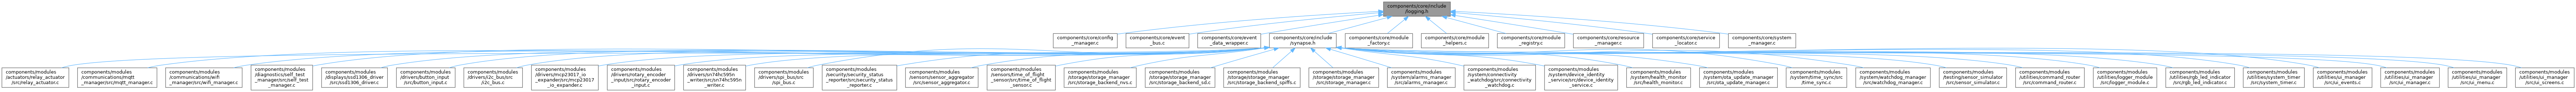 components/core/include
/logging.h
components/core/config
_manager.c
components/core/event
_bus.c
components/core/event
_data_wrapper.c
components/core/include
/synapse.h
components/core/module
_factory.c
components/core/module
_helpers.c
components/core/module
_registry.c
components/core/resource
_manager.c
components/core/service
_locator.c
components/core/system
_manager.c
components/modules
/actuators/relay_actuator
/src/relay_actuator.c
components/modules
/communications/mqtt
_manager/src/mqtt_manager.c
components/modules
/communications/wifi
_manager/src/wifi_manager.c
components/modules
/diagnostics/self_test
_manager/src/self_test
_manager.c
components/modules
/displays/ssd1306_driver
/src/ssd1306_driver.c
components/modules
/drivers/button_input
/src/button_input.c
components/modules
/drivers/i2c_bus/src
/i2c_bus.c
components/modules
/drivers/mcp23017_io
_expander/src/mcp23017
_io_expander.c
components/modules
/drivers/rotary_encoder
_input/src/rotary_encoder
_input.c
components/modules
/drivers/sn74hc595n
_writer/src/sn74hc595n
_writer.c
components/modules
/drivers/spi_bus/src
/spi_bus.c
components/modules
/security/security_status
_reporter/src/security_status
_reporter.c
components/modules
/sensors/sensor_aggregator
/src/sensor_aggregator.c
components/modules
/sensors/time_of_flight
_sensor/src/time_of_flight
_sensor.c
components/modules
/storage/storage_manager
/src/storage_backend_nvs.c
components/modules
/storage/storage_manager
/src/storage_backend_sd.c
components/modules
/storage/storage_manager
/src/storage_backend_spiffs.c
components/modules
/storage/storage_manager
/src/storage_manager.c
components/modules
/system/alarms_manager
/src/alarms_manager.c
components/modules
/system/connectivity
_watchdog/src/connectivity
_watchdog.c
components/modules
/system/device_identity
_service/src/device_identity
_service.c
components/modules
/system/health_monitor
/src/health_monitor.c
components/modules
/system/ota_update_manager
/src/ota_update_manager.c
components/modules
/system/time_sync/src
/time_sync.c
components/modules
/system/watchdog_manager
/src/watchdog_manager.c
components/modules
/testing/sensor_simulator
/src/sensor_simulator.c
components/modules
/utilities/command_router
/src/command_router.c
components/modules
/utilities/logger_module
/src/logger_module.c
components/modules
/utilities/rgb_led_indicator
/src/rgb_led_indicator.c
components/modules
/utilities/system_timer
/src/system_timer.c
components/modules
/utilities/ui_manager
/src/ui_events.c
components/modules
/utilities/ui_manager
/src/ui_manager.c
components/modules
/utilities/ui_manager
/src/ui_menu.c
components/modules
/utilities/ui_manager
/src/ui_screens.c